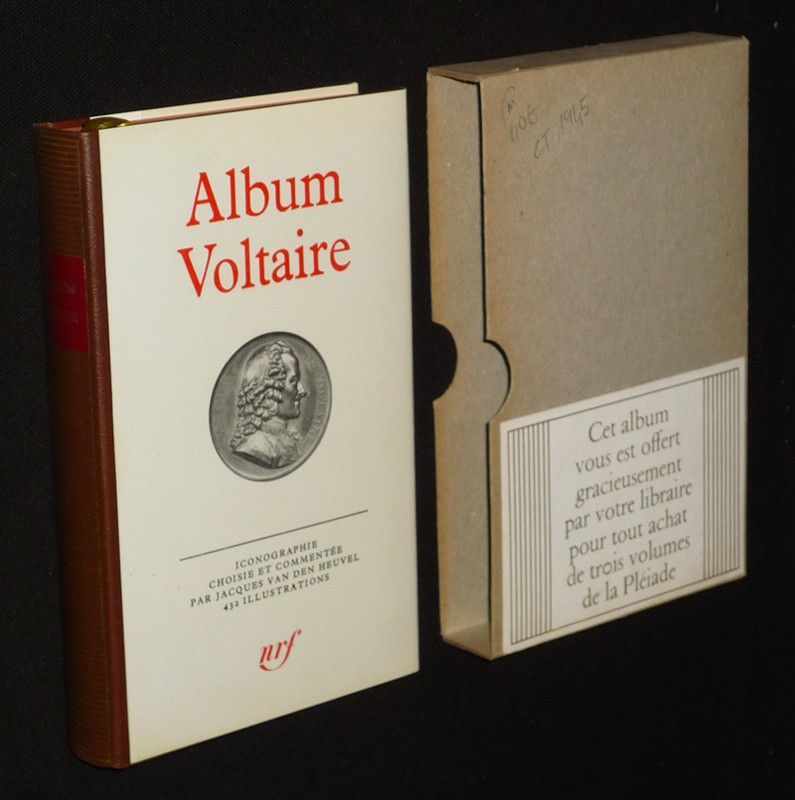 Album
Voltaire
ICONOGRAPHIE
CHOISIE ET COMMENTÉE
PAR JACQUES VAN DEN HEUVEL
432 ILLUSTRATIONS
nrf
Cet album
vous est offert
gracieusement
par votre libraire
pour tout achat
de trois volumes
de la Pléiade